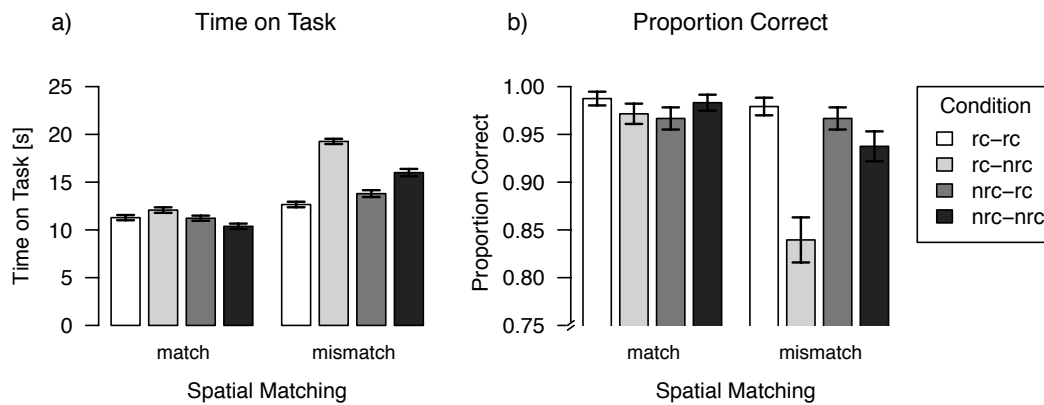 a) Time on Task
Time on Task [s]
25
20
15
10
5
0
match mismatch
Spatial Matching
b) Proportion Correct
Proportion Correct
1.00
0.95
0.90
0.85
0.80
0.75
match mismatch
Spatial Matching
Condition
rc−rc
rc−nrc
nrc−rc
nrc−nrc